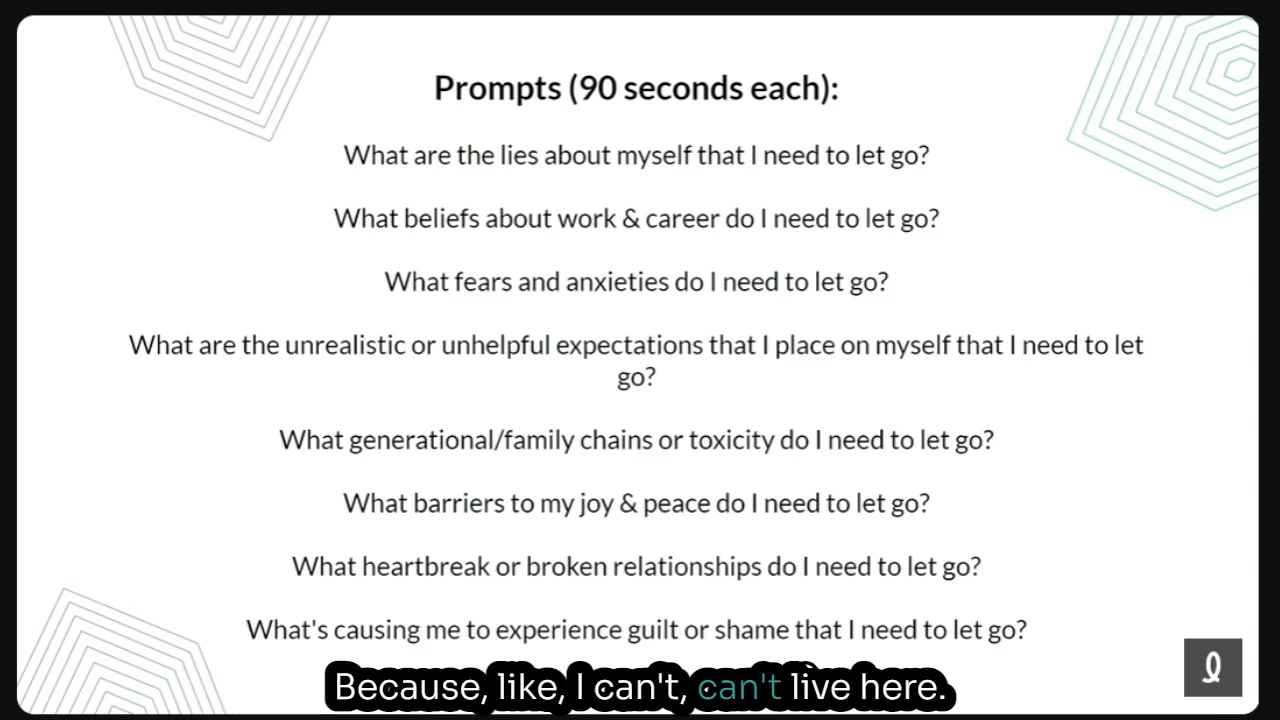 Prompts (90 seconds each):
What are the lies about myself that I need to let go?
What beliefs about work & career do I need to let go?
What fears and anxieties do I need to let go?
What are the unrealistic or unhelpful expectations that I place on myself that I need to let
go?
What generational/family chains or toxicity do I need to let go?
What barriers to my joy & peace do I need to let go?
What heartbreak or broken relationships do I need to let go?
What's causing me to experience guilt or shame that I need to let go?
Because, like, I can't, can't live here.